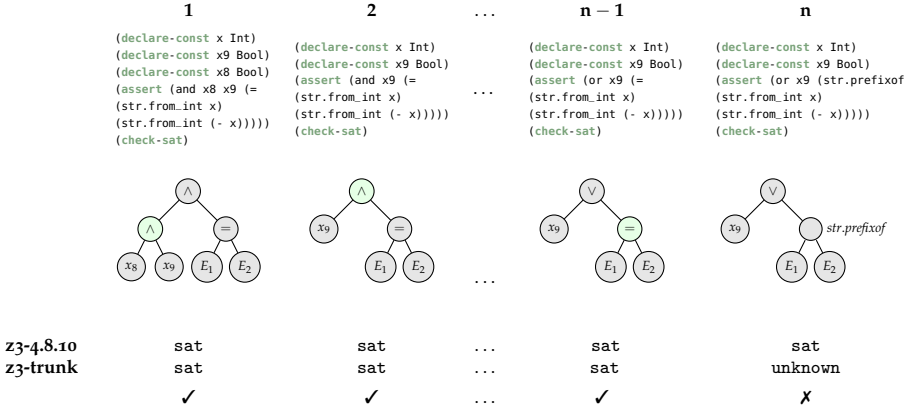 1 2 ... n − 1 n
(declare-const x Int)
(declare-const x9 Bool)
(declare-const x8 Bool)
(assert (and x8 x9 (=
(str.from_int x)
(str.from_int (- x)))))
(check-sat)
(declare-const x Int)
(declare-const x9 Bool)
(assert (and x9 (=
(str.from_int x)
(str.from_int (- x)))))
(check-sat)
...
(declare-const x Int)
(declare-const x9 Bool)
(assert (or x9 (=
(str.from_int x)
(str.from_int (- x)))))
(check-sat)
(declare-const x Int)
(declare-const x9 Bool)
(assert (or x9 (str.prefixof
(str.from_int x)
(str.from_int (- x)))))
(check-sat)
∧
∧ =
x₈ x₉ E₁ E₂
∧
x₉ =
E₁ E₂
...
∨
x₉ =
E₁ E₂
∨
x₉ str.prefixof
E₁ E₂
z3-4.8.10 sat sat ... sat sat
z3-trunk sat sat ... sat unknown
✓ ✓ ... ✓ ✗